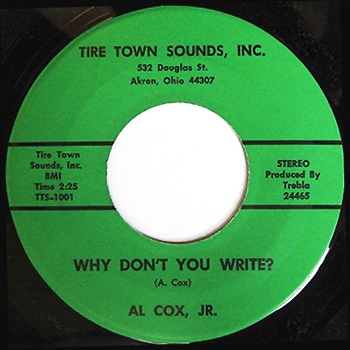 TIRE TOWN SOUNDS, INC.
532 Douglas St.
Akron, Ohio 44307
Tire Town
Sounds, Inc.
BMI
Time 2:25
TTS-1001
STEREO
Produced By
Trebla
24465
WHY DON'T YOU WRITE?
(A. Cox)
AL COX, JR.